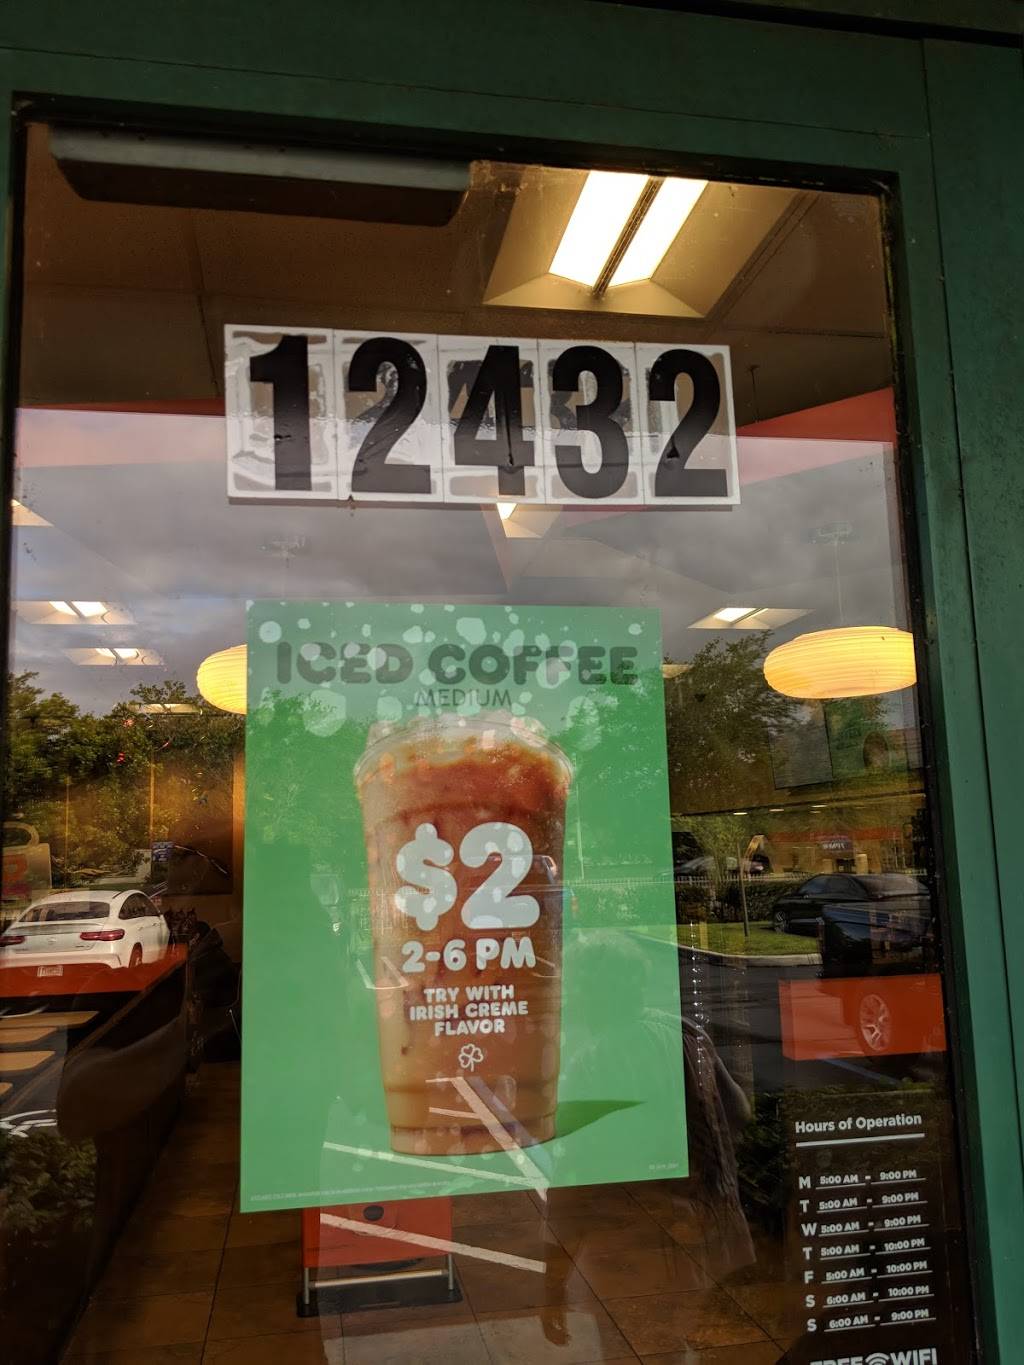 12432
ICED COFFEE
MEDIUM
$2
2-6 PM
TRY WITH
IRISH CREME
FLAVOR
Hours of Operation
M 5:00 AM - 9:00 PM
T 5:00 AM - 9:00 PM
W 5:00 AM - 9:00 PM
T 5:00 AM - 10:00 PM
F 5:00 AM - 10:00 PM
S 6:00 AM - 10:00 PM
S 6:00 AM - 9:00 PM
FREE WIFI